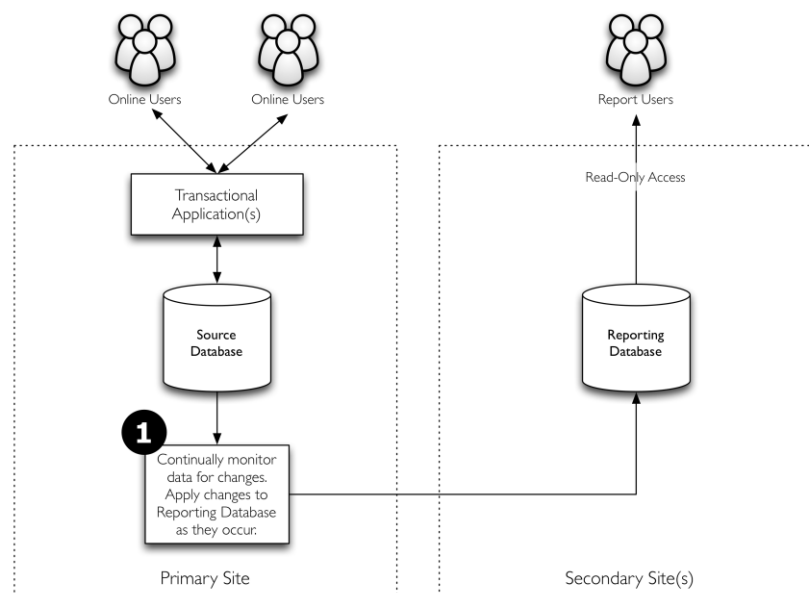 Online Users
Online Users
Report Users
Read-Only Access
Transactional
Application(s)
Source
Database
Reporting
Database
1
Continually monitor
data for changes.
Apply changes to
Reporting Database
as they occur.
Primary Site
Secondary Site(s)